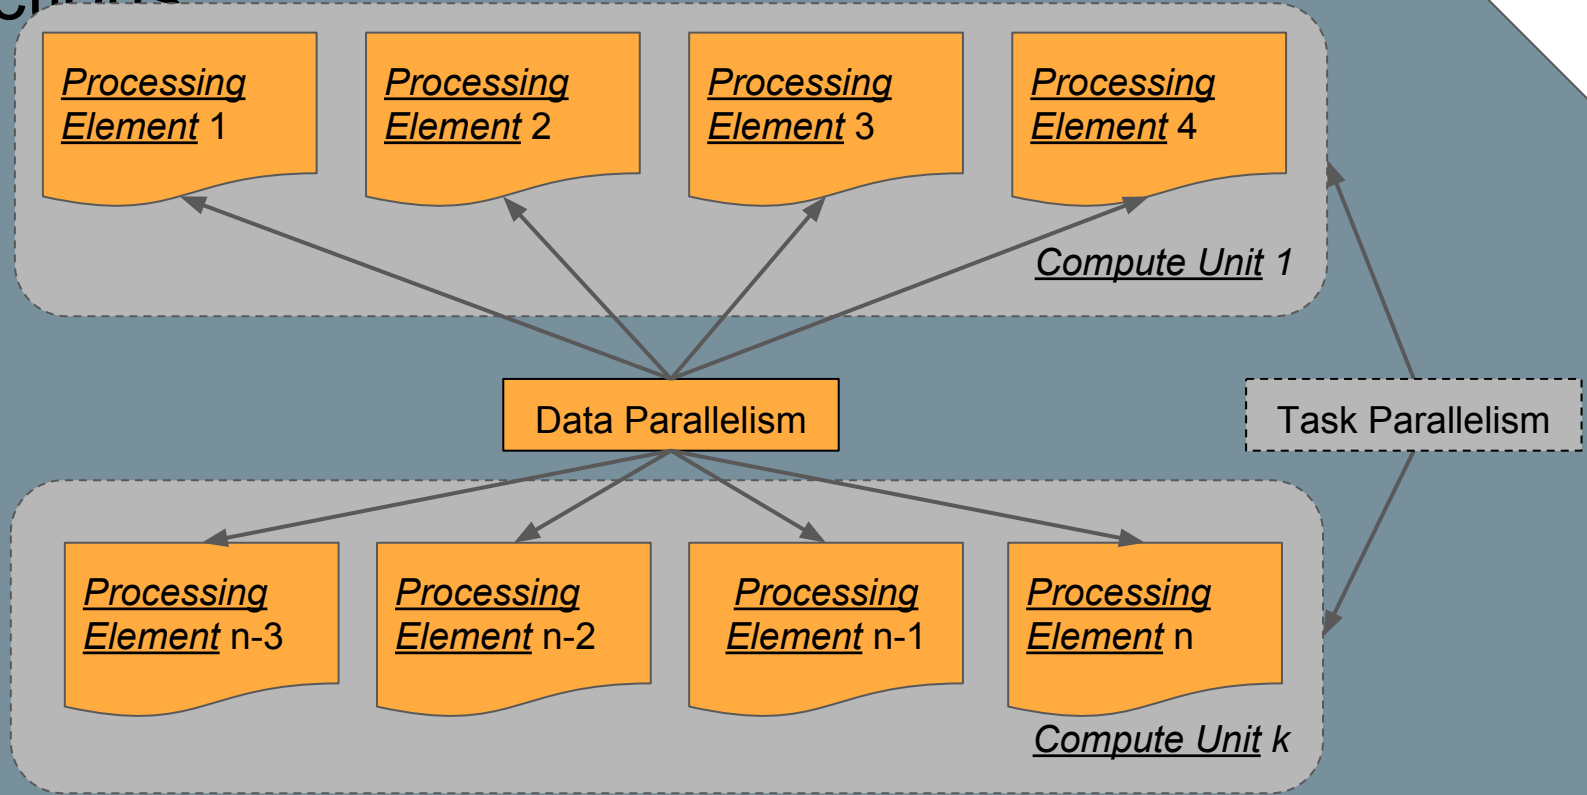 Processing
Element 1
Processing
Element 2
Processing
Element 3
Processing
Element 4
Compute Unit 1
Data Parallelism
Task Parallelism
Processing
Element n-3
Processing
Element n-2
Processing
Element n-1
Processing
Element n
Compute Unit k